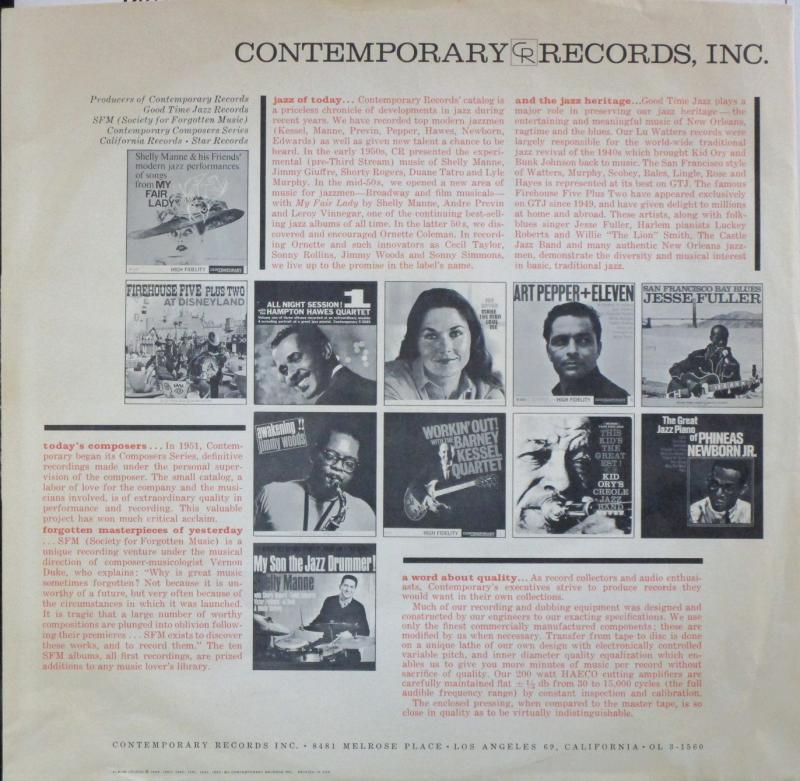 CONTEMPORARY CR RECORDS, INC.
Producers of Contemporary Records
Good Time Jazz Records
SFM (Society for Forgotten Music)
Contemporary Composers Series
California Records • Star Records
jazz of today... Contemporary Records' catalog is
a priceless chronicle of developments in jazz during
recent years. We have recorded top modern jazzmen
(Kessel, Manne, Previn, Pepper, Hawes, Newborn,
Edwards) as well as given new talent a chance to be
heard. In the early 1950s, CR presented the experi-
mental (pre-Third Stream) music of Shelly Manne,
Jimmy Giuffre, Shorty Rogers, Duane Tatro and Lyle
Murphy. In the mid-50s, we opened a new area of
music for jazzmen—Broadway and film musicals—
with My Fair Lady by Shelly Manne, Andre Previn
and Leroy Vinnegar, one of the continuing best-sell-
ing jazz albums of all time. In the latter 50s, we dis-
covered and encouraged Ornette Coleman. In record-
ing Ornette and such innovators as Cecil Taylor,
Sonny Rollins, Jimmy Woods and Sonny Simmons,
we live up to the promise in the label's name.
and the jazz heritage...Good Time Jazz plays a
major role in preserving our jazz heritage — the
entertaining and meaningful music of New Orleans,
ragtime and the blues. Our Lu Watters records were
largely responsible for the world-wide traditional
jazz revival of the 1940s which brought Kid Ory and
Bunk Johnson back to music. The San Francisco style
of Watters, Murphy, Scobey, Bales, Lingle, Rose and
Hayes is represented at its best on GTJ. The famous
Firehouse Five Plus Two have appeared exclusively
on GTJ since 1949, and have given delight to millions
at home and abroad. These artists, along with folk-
blues singer Jesse Fuller, Harlem pianists Luckey
Roberts and Willie "The Lion" Smith, The Castle
Jazz Band and many authentic New Orleans jazz-
men, demonstrate the diversity and musical interest
in basic, traditional jazz.
Shelly Manne & his Friends'
modern jazz performances
of songs
from MY
FAIR
LADY
HIGH FIDELITY
CONTEMPORARY
FIREHOUSE FIVE PLUS TWO
AT DISNEYLAND
ALL NIGHT SESSION! 1
HAMPTON HAWES QUARTET
MAKE
THE MAN
LOVE
ME
ART PEPPER + ELEVEN
HIGH FIDELITY
CONTEMPORARY
SAN FRANCISCO BAY BLUES
JESSE FULLER
awakening!!
jimmy woods
WORKIN' OUT!
WITH THE BARNEY
KESSEL
QUARTET
HIGH FIDELITY
THIS
KID'S
THE
GREAT
EST!
KID
ORY'S
CREOLE
JAZZ
BAND
The Great
Jazz Piano
of PHINEAS
NEWBORN JR.
today's composers... In 1951, Contem-
porary began its Composers Series, definitive
recordings made under the personal super-
vision of the composer. The small catalog, a
labor of love for the company and the musi-
cians involved, is of extraordinary quality in
performance and recording. This valuable
project has won much critical acclaim.
forgotten masterpieces of yesterday
... SFM (Society for Forgotten Music) is a
unique recording venture under the musical
direction of composer-musicologist Vernon
Duke, who explains: "Why is great music
sometimes forgotten? Not because it is un-
worthy of a future, but very often because of
the circumstances in which it was launched.
It is tragic that a large number of worthy
compositions are plunged into oblivion follow-
ing their premieres ... SFM exists to discover
these works, and to record them." The ten
SFM albums, all first recordings, are prized
additions to any music lover's library.
My Son the Jazz Drummer!
Shelly Manne
a word about quality... As record collectors and audio enthusi-
asts, Contemporary's executives strive to produce records they
would want in their own collections.
Much of our recording and dubbing equipment was designed and
constructed by our engineers to our exacting specifications. We use
only the finest commercially manufactured components; these are
modified by us when necessary. Transfer from tape to disc is done
on a unique lathe of our own design with electronically controlled
variable pitch, and inner diameter quality equalization which en-
ables us to give you more minutes of music per record without
sacrifice of quality. Our 200 watt HAECO cutting amplifiers are
carefully maintained flat ± ½ db from 30 to 15,000 cycles (the full
audible frequency range) by constant inspection and calibration.
The enclosed pressing, when compared to the master tape, is so
close in quality as to be virtually indistinguishable.
CONTEMPORARY RECORDS INC. • 8481 MELROSE PLACE • LOS ANGELES 69, CALIFORNIA • OL 3-1560